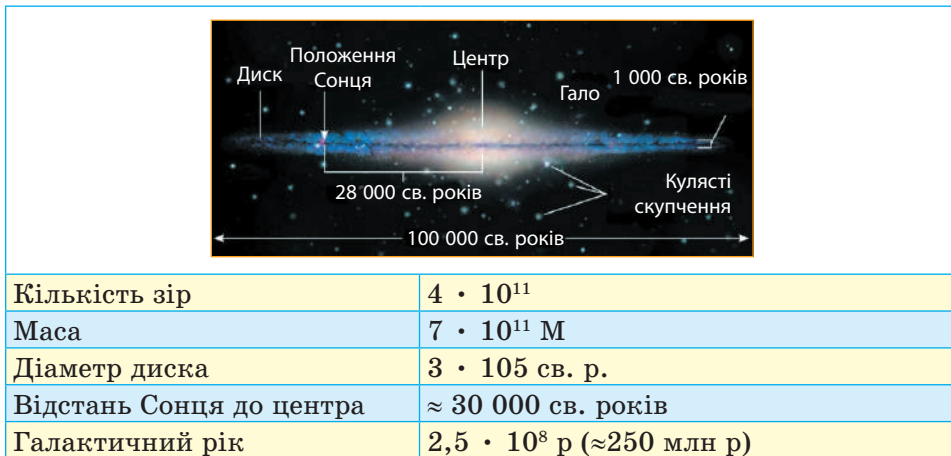 Положення
Сонця
Центр
Диск
1 000 св. років
Гало
28 000 св. років
Кулясті
скупчення
100 000 св. років
Кількість зір 4 · 10¹¹
Маса 7 · 10¹¹ М
Діаметр диска 3 · 105 св. р.
Відстань Сонця до центра ≈ 30 000 св. років
Галактичний рік 2,5 · 10⁸ р (≈250 млн р)